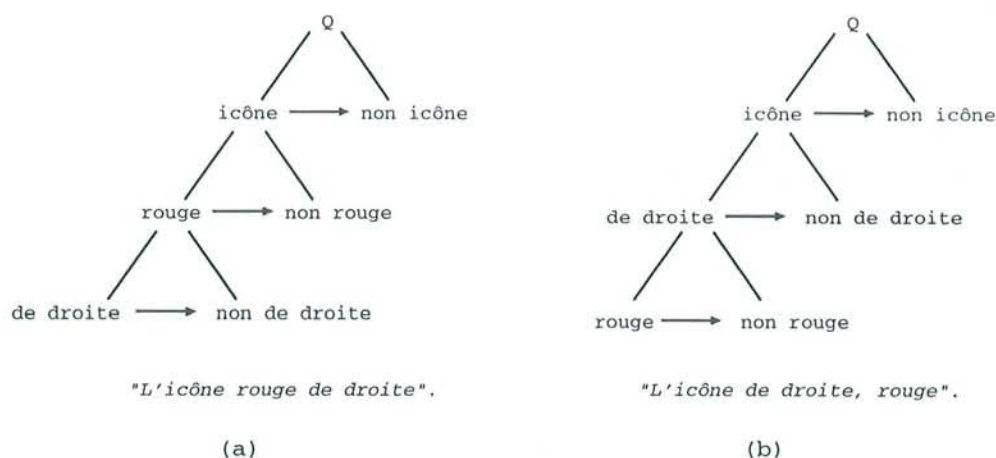 Q
icône → non icône
rouge → non rouge
de droite → non de droite
"L'icône rouge de droite".
(a)
Q
icône → non icône
de droite → non de droite
rouge → non rouge
"L'icône de droite, rouge".
(b)